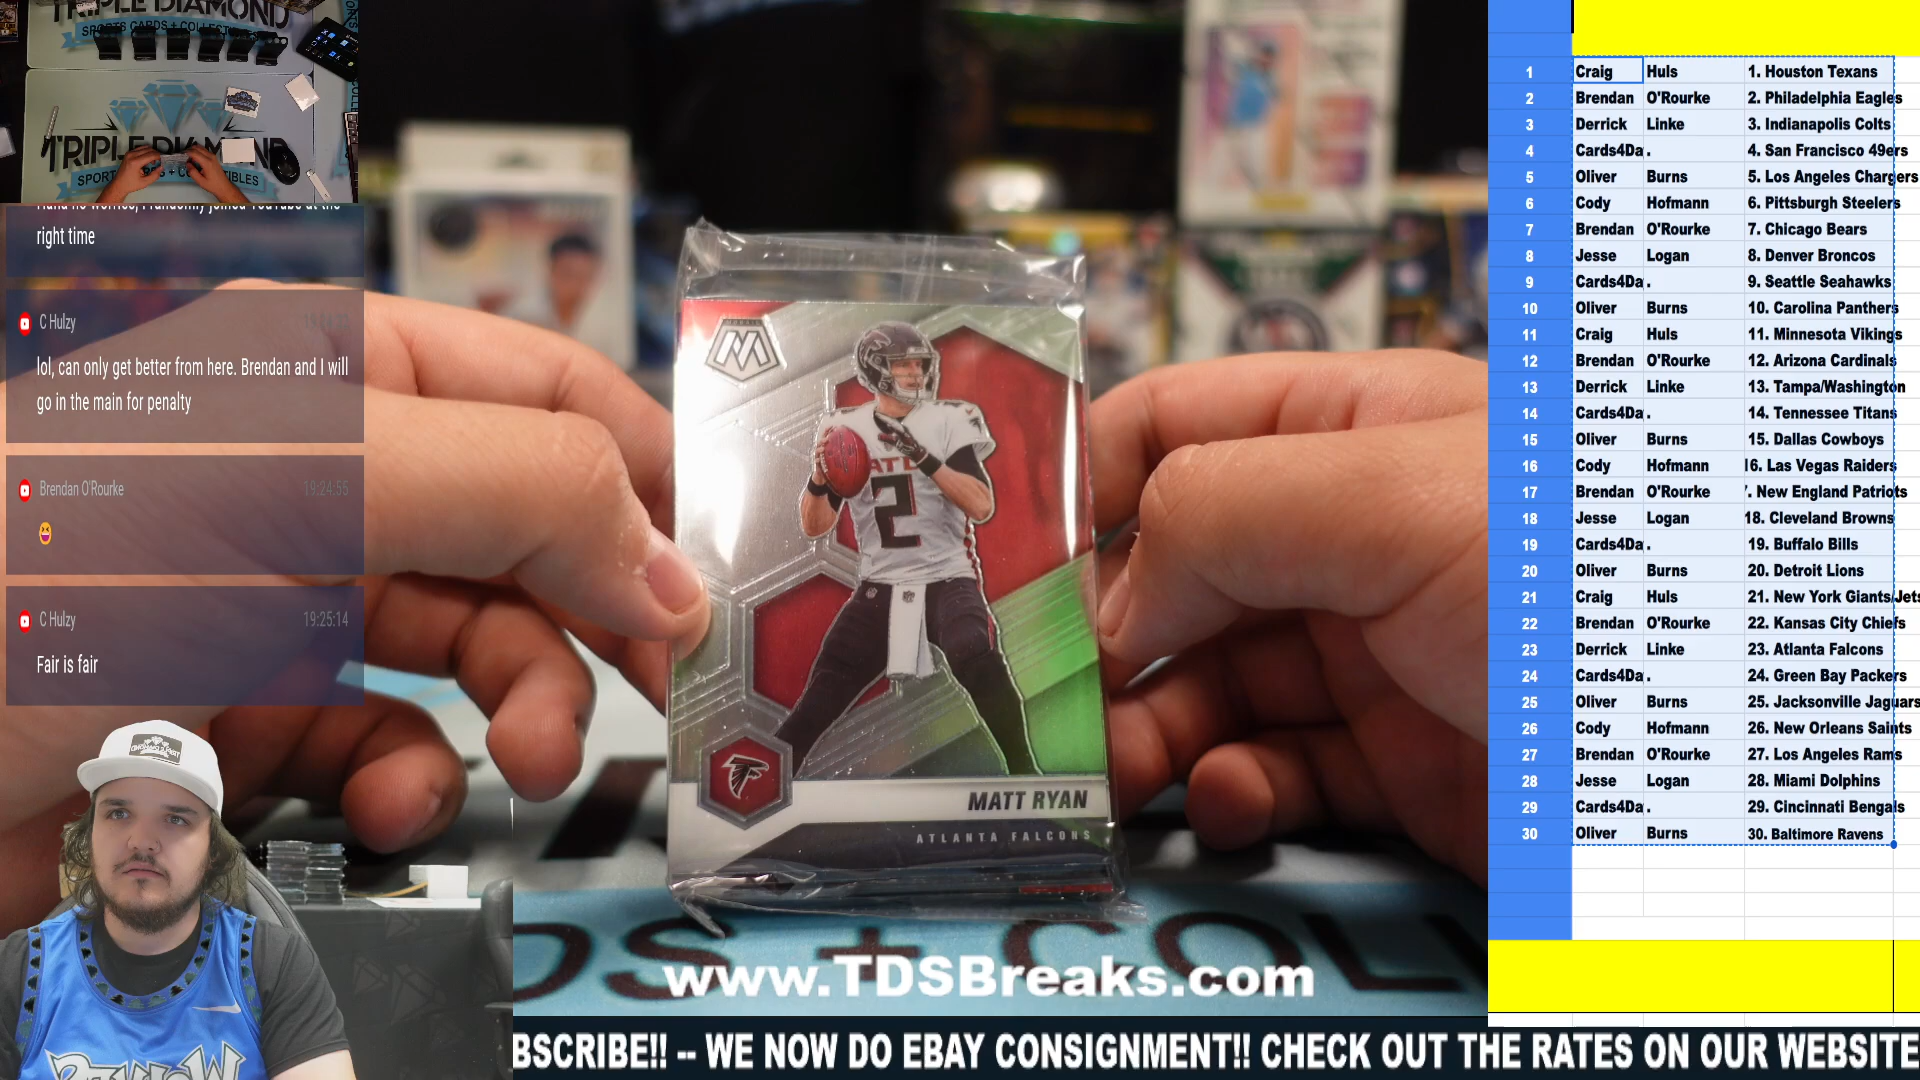 TRIPLE DIAMOND
SPORTS CARDS + COLLECTIBLES
TRIPLE DIAMOND
right time
C Hulzy
lol, can only get better from here. Brendan and I will
go in the main for penalty
Brendan O'Rourke 19:24:55
C Hulzy 19:25:14
Fair is fair
M
ATL
2
MATT RYAN
ATLANTA FALCONS
DS + COL
www.TDSBreaks.com
BSCRIBE!! -- WE NOW DO EBAY CONSIGNMENT!! CHECK OUT THE RATES ON OUR WEBSITE
1 Craig Huls 1. Houston Texans
2 Brendan O'Rourke 2. Philadelphia Eagles
3 Derrick Linke 3. Indianapolis Colts
4 Cards4Da . 4. San Francisco 49ers
5 Oliver Burns 5. Los Angeles Chargers
6 Cody Hofmann 6. Pittsburgh Steelers
7 Brendan O'Rourke 7. Chicago Bears
8 Jesse Logan 8. Denver Broncos
9 Cards4Da . 9. Seattle Seahawks
10 Oliver Burns 10. Carolina Panthers
11 Craig Huls 11. Minnesota Vikings
12 Brendan O'Rourke 12. Arizona Cardinals
13 Derrick Linke 13. Tampa/Washington
14 Cards4Da . 14. Tennessee Titans
15 Oliver Burns 15. Dallas Cowboys
16 Cody Hofmann 16. Las Vegas Raiders
17 Brendan O'Rourke 7. New England Patriots
18 Jesse Logan 18. Cleveland Browns
19 Cards4Da . 19. Buffalo Bills
20 Oliver Burns 20. Detroit Lions
21 Craig Huls 21. New York Giants/Jets
22 Brendan O'Rourke 22. Kansas City Chiefs
23 Derrick Linke 23. Atlanta Falcons
24 Cards4Da . 24. Green Bay Packers
25 Oliver Burns 25. Jacksonville Jaguars
26 Cody Hofmann 26. New Orleans Saints
27 Brendan O'Rourke 27. Los Angeles Rams
28 Jesse Logan 28. Miami Dolphins
29 Cards4Da . 29. Cincinnati Bengals
30 Oliver Burns 30. Baltimore Ravens